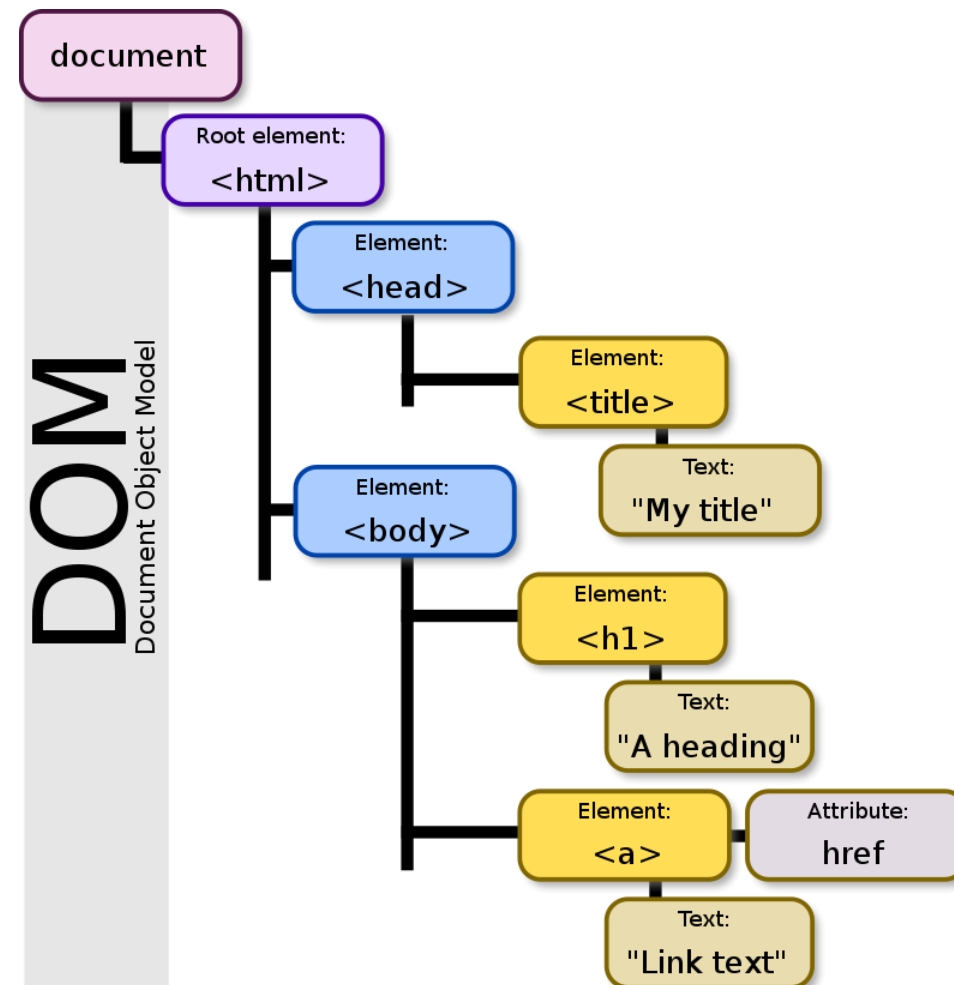 document
Root element:
<html>
Element:
<head>
Element:
<title>
Text:
"My title"
Element:
<body>
Element:
<h1>
Text:
"A heading"
Element:
<a>
Attribute:
href
Text:
"Link text"
DOM
Document Object Model